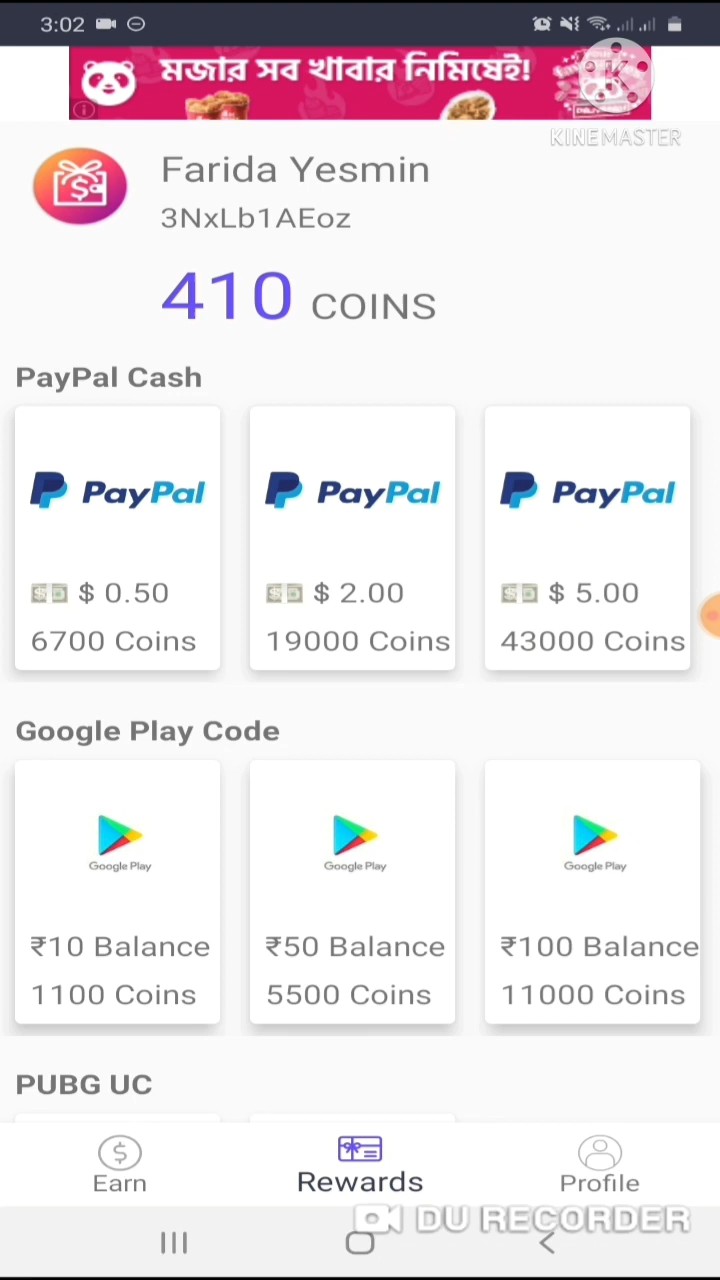 3:02
মজার সব খাবার নিমিষেই!
KINEMASTER
Farida Yesmin
3NxLb1AEoz
410 COINS
PayPal Cash
PayPal PayPal PayPal
$ 0.50 $ 2.00 $ 5.00
6700 Coins 19000 Coins 43000 Coins
Google Play Code
Google Play Google Play Google Play
₹10 Balance ₹50 Balance ₹100 Balance
1100 Coins 5500 Coins 11000 Coins
PUBG UC
Earn Rewards Profile
DU RECORDER